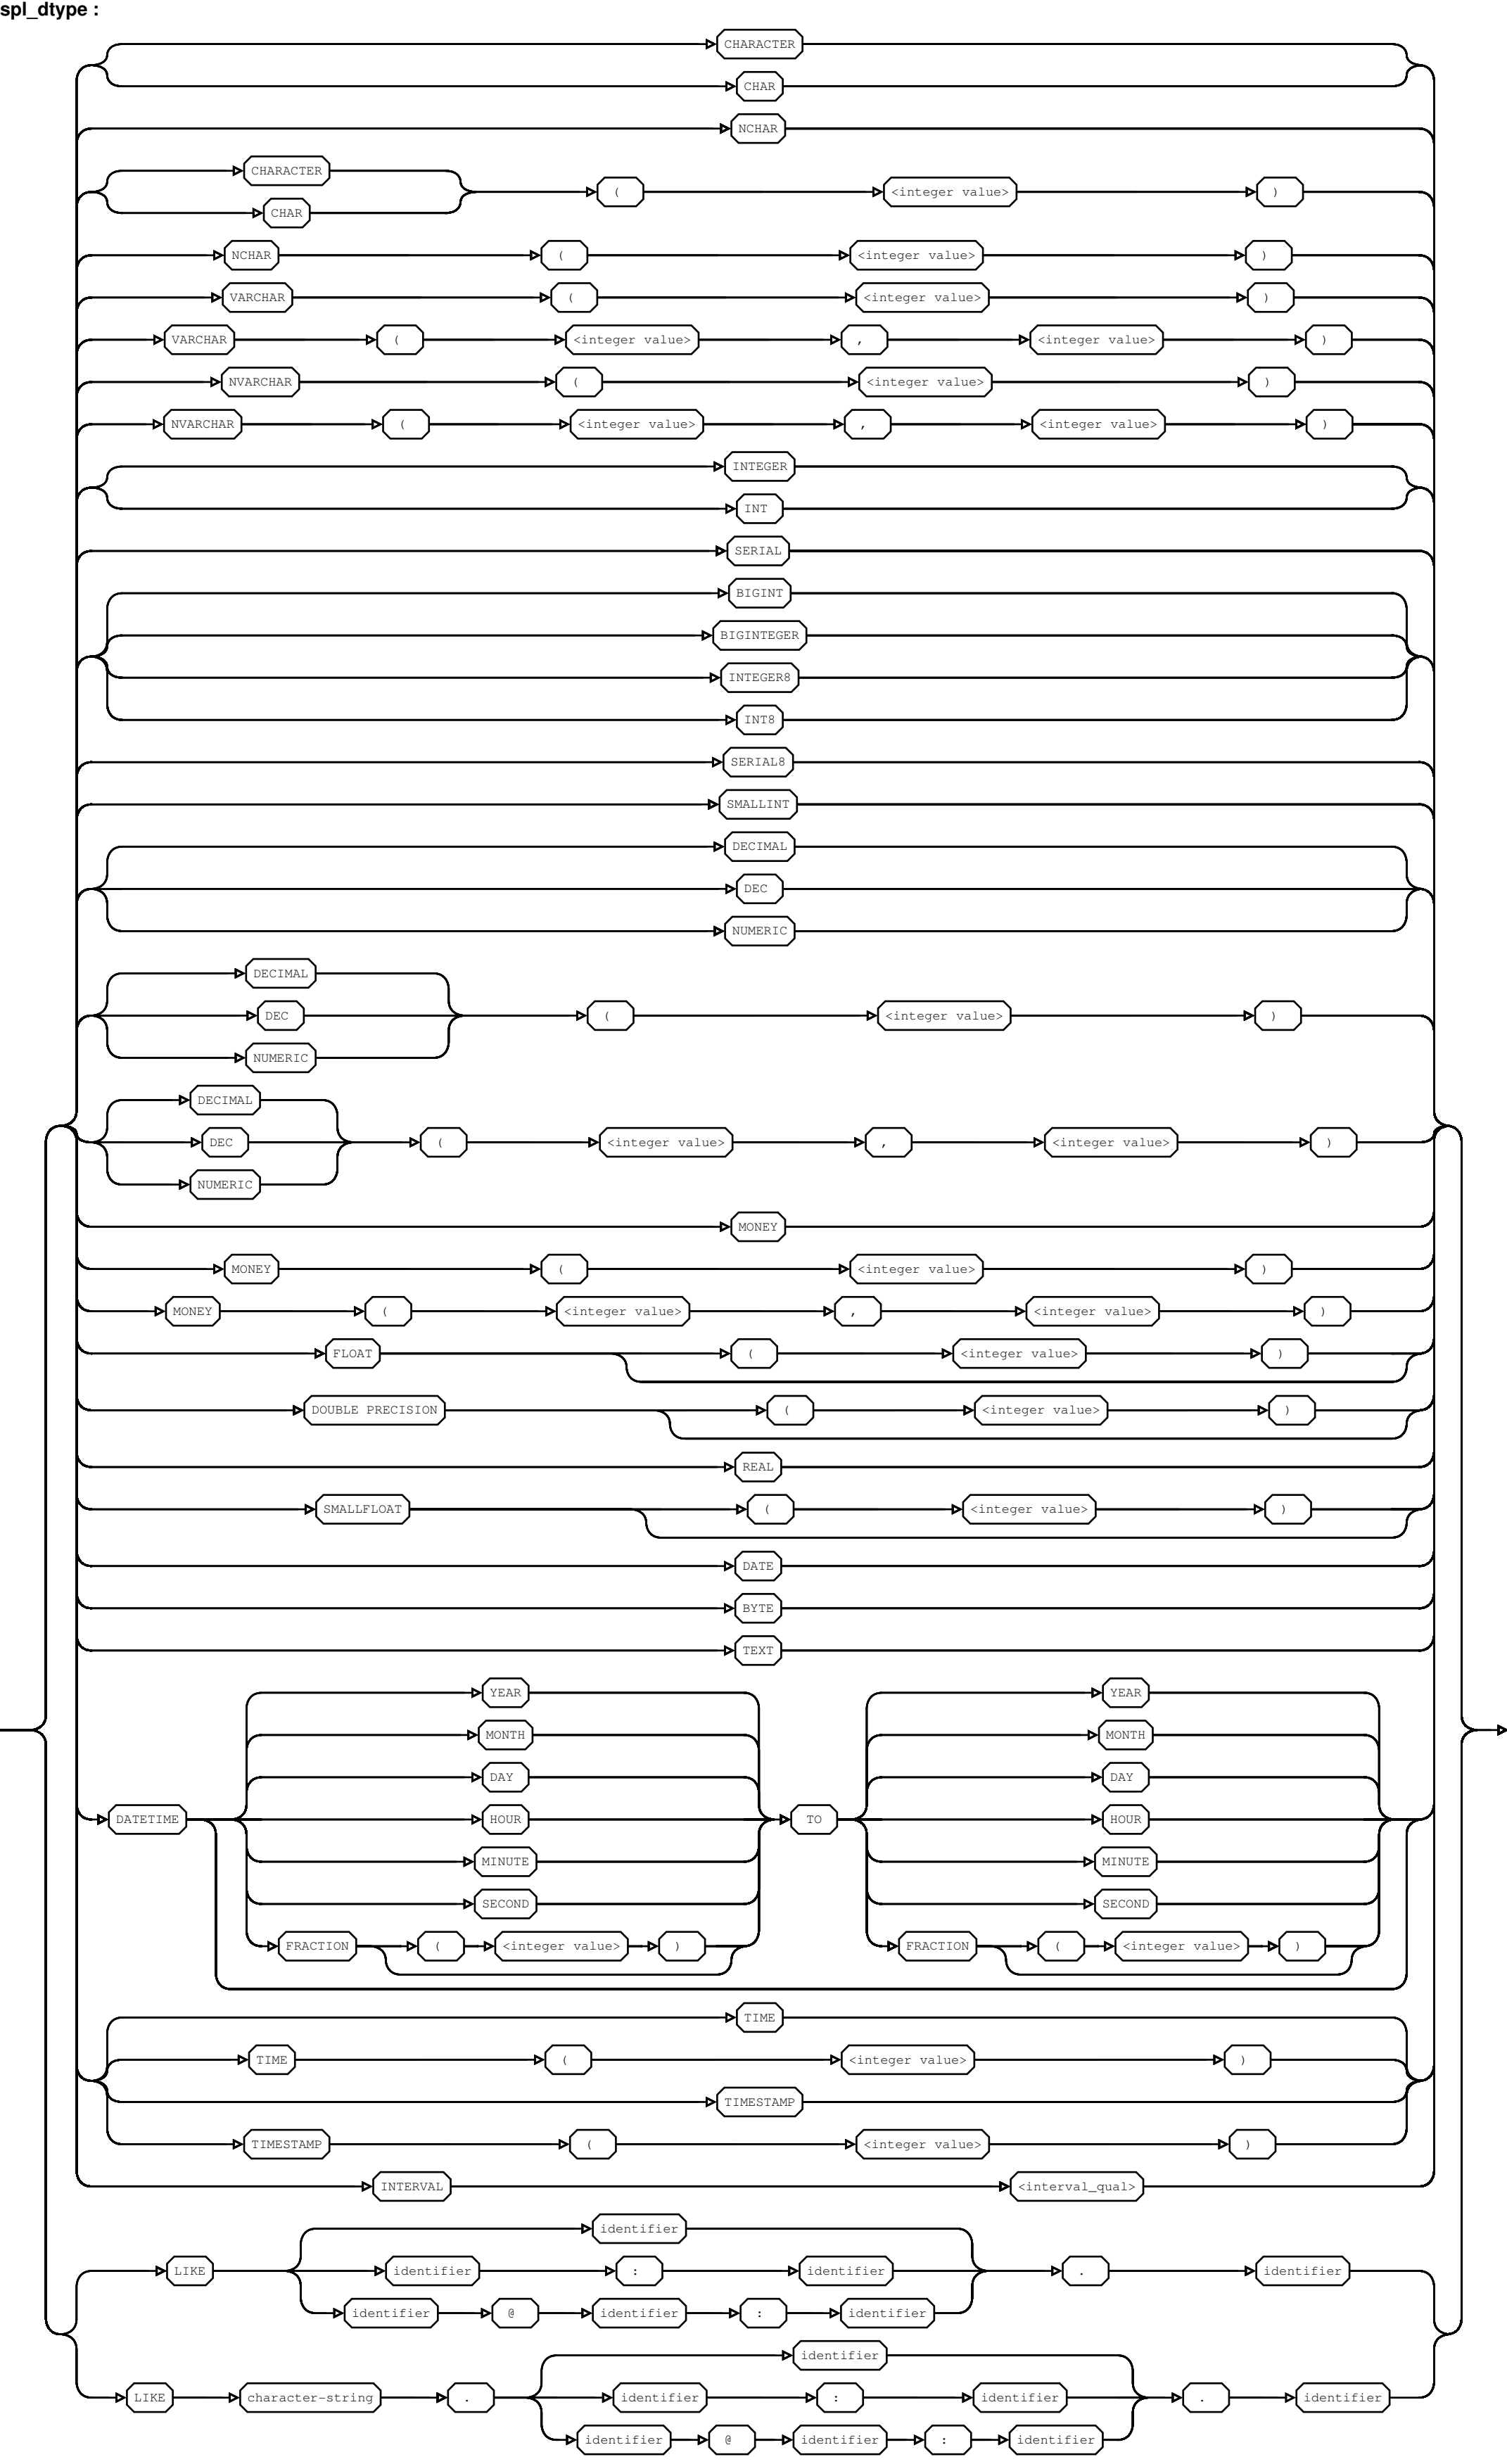 spl_dtype :
CHARACTER
CHAR
NCHAR
CHARACTER
( <integer value> )
CHAR
NCHAR ( <integer value> )
VARCHAR ( <integer value> )
VARCHAR ( <integer value> , <integer value> )
NVARCHAR ( <integer value> )
NVARCHAR ( <integer value> , <integer value> )
INTEGER
INT
SERIAL
BIGINT
BIGINTEGER
INTEGER8
INT8
SERIAL8
SMALLINT
DECIMAL
DEC
NUMERIC
DECIMAL
DEC ( <integer value> )
NUMERIC
DECIMAL
DEC ( <integer value> , <integer value> )
NUMERIC
MONEY
MONEY ( <integer value> )
MONEY ( <integer value> , <integer value> )
FLOAT ( <integer value> )
DOUBLE PRECISION ( <integer value> )
REAL
SMALLFLOAT ( <integer value> )
DATE
BYTE
TEXT
YEAR YEAR
MONTH MONTH
DAY DAY
DATETIME HOUR TO HOUR
MINUTE MINUTE
SECOND SECOND
FRACTION ( <integer value> ) FRACTION ( <integer value> )
TIME
TIME ( <integer value> )
TIMESTAMP
TIMESTAMP ( <integer value> )
INTERVAL <interval_qual>
identifier
LIKE identifier : identifier . identifier
identifier @ identifier : identifier
identifier
LIKE character-string . identifier : identifier . identifier
identifier @ identifier : identifier